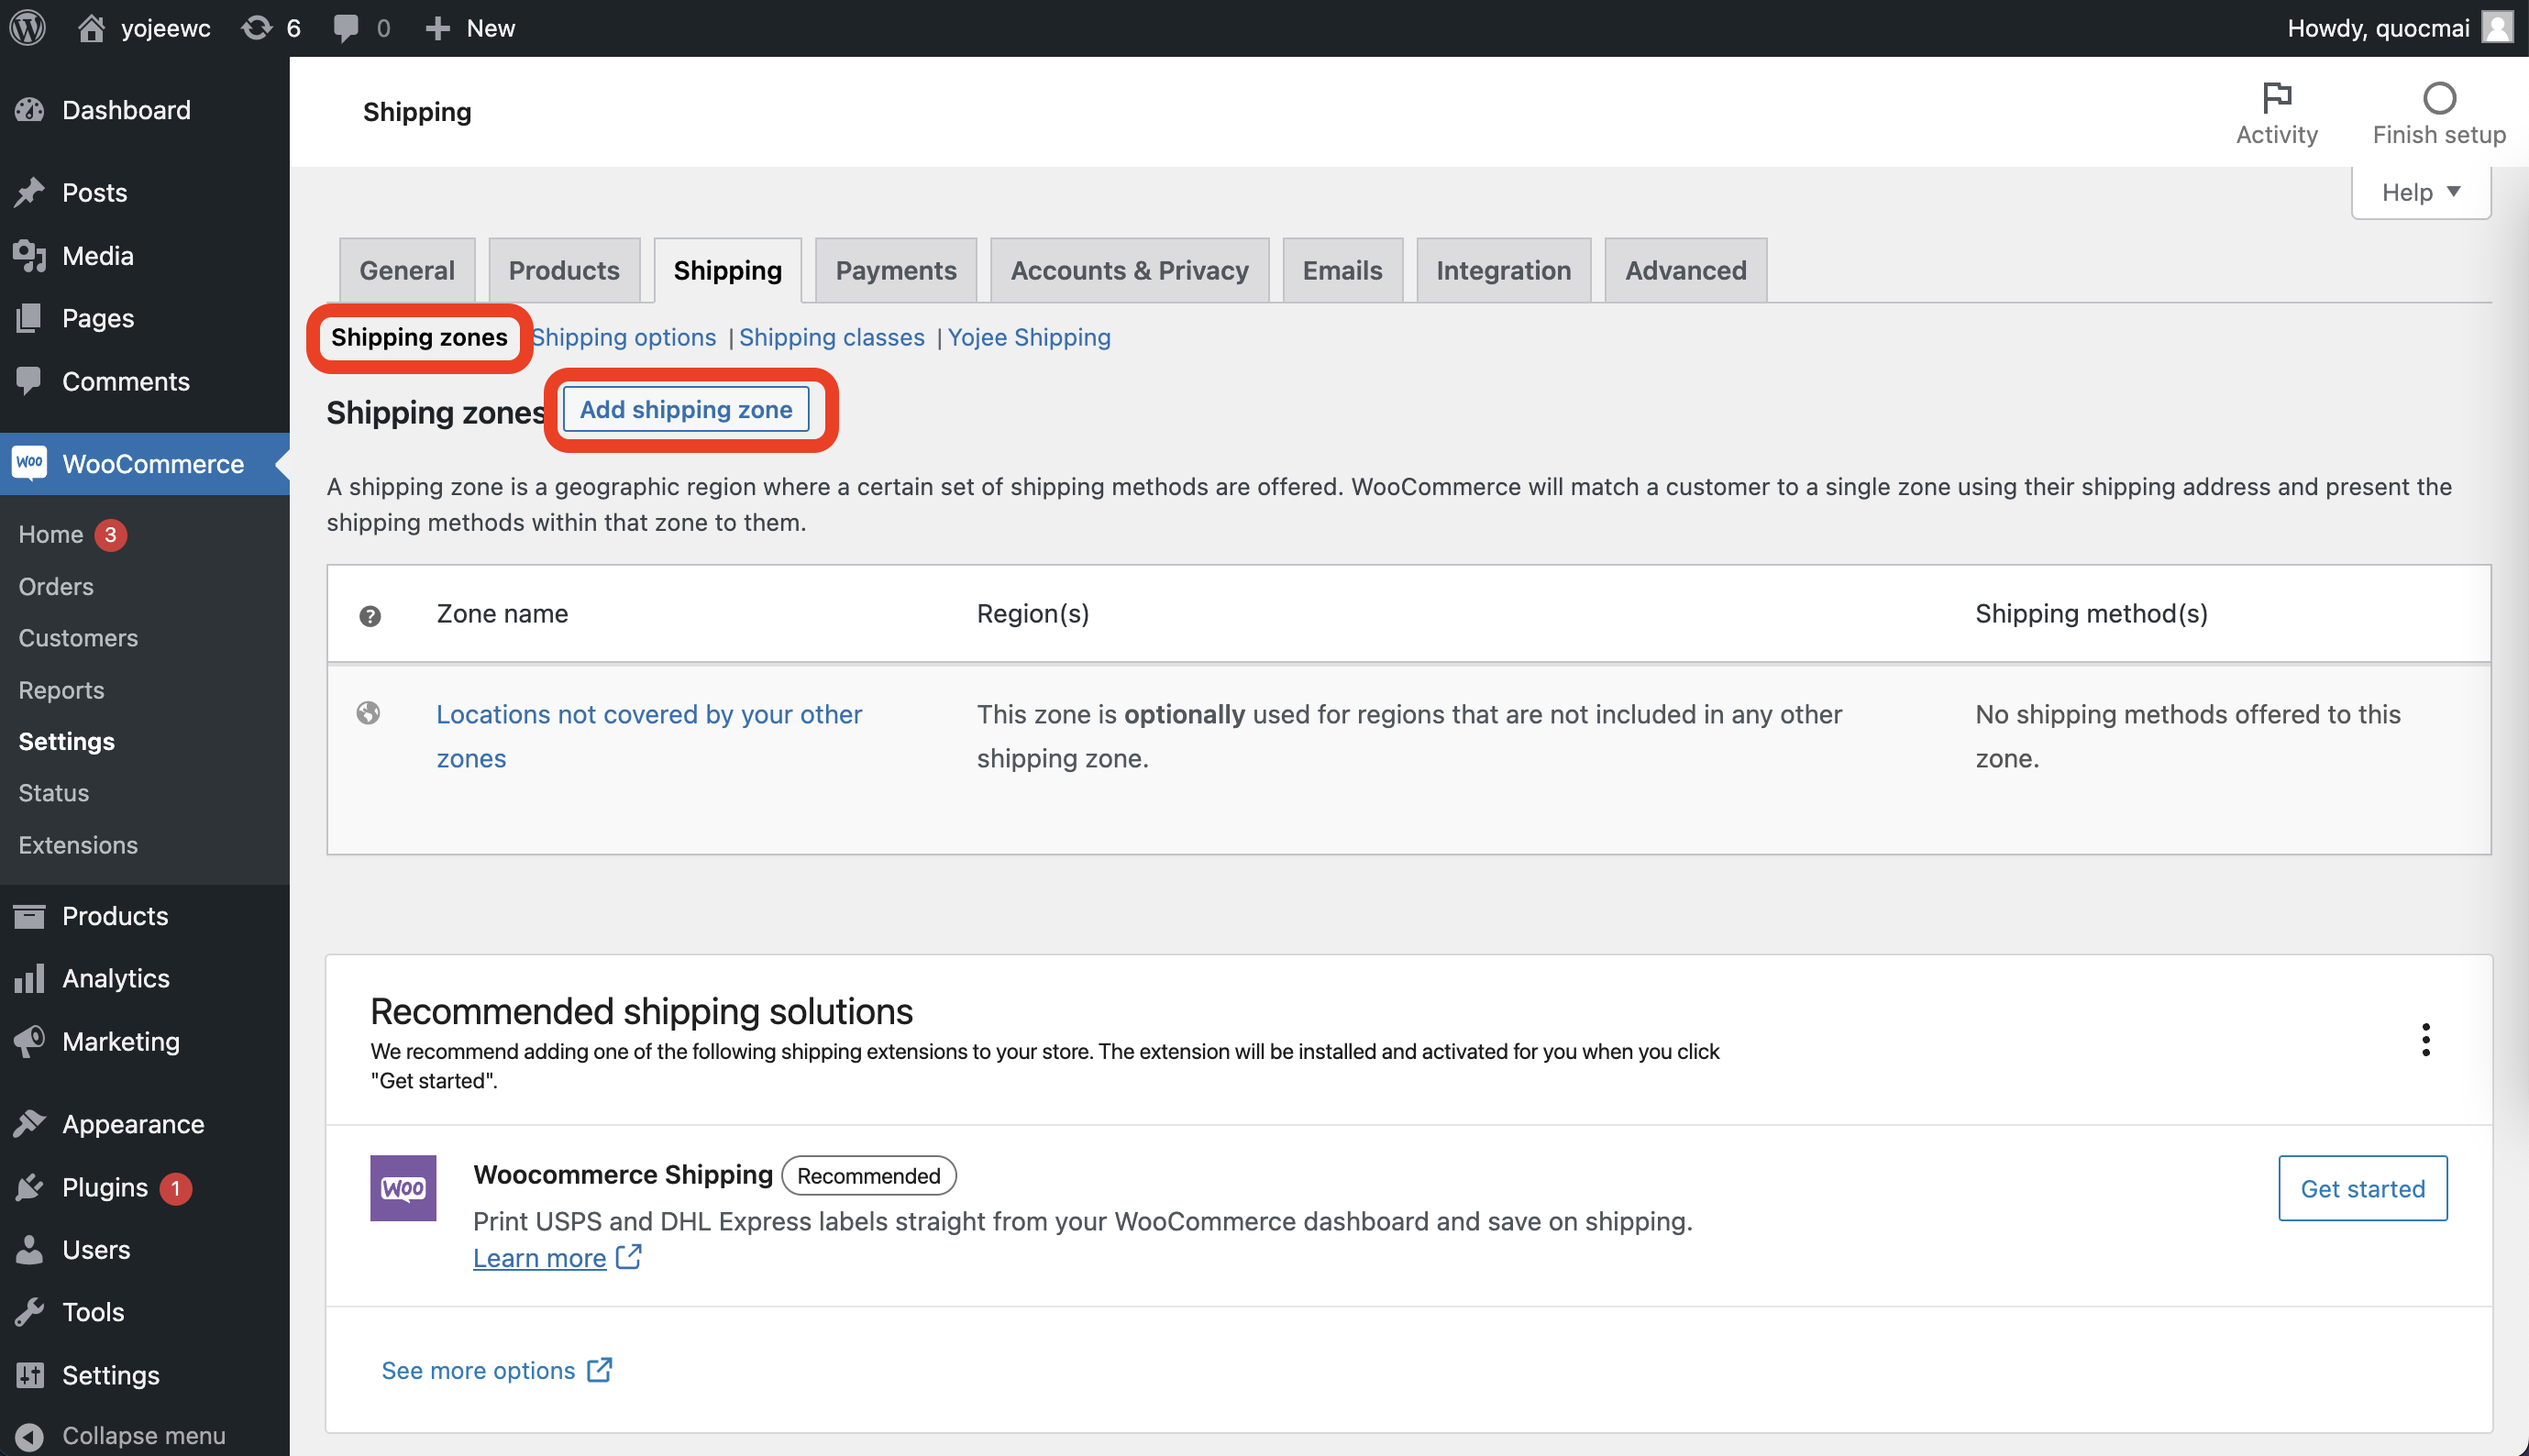 yojeewc 6 0 New Howdy, quocmai
Dashboard
Posts
Media
Pages
Comments
WooCommerce
Home 3
Orders
Customers
Reports
Settings
Status
Extensions
Products
Analytics
Marketing
Appearance
Plugins 1
Users
Tools
Settings
Collapse menu
Shipping
Activity
Finish setup
Help
General Products Shipping Payments Accounts & Privacy Emails Integration Advanced
Shipping zones Shipping options | Shipping classes | Yojee Shipping
Shipping zones Add shipping zone
A shipping zone is a geographic region where a certain set of shipping methods are offered. WooCommerce will match a customer to a single zone using their shipping address and present the
shipping methods within that zone to them.
? Zone name Region(s) Shipping method(s)
Locations not covered by your other
zones
This zone is optionally used for regions that are not included in any other
shipping zone.
No shipping methods offered to this
zone.
Recommended shipping solutions
We recommend adding one of the following shipping extensions to your store. The extension will be installed and activated for you when you click
"Get started".
Woo
Woocommerce Shipping Recommended
Print USPS and DHL Express labels straight from your WooCommerce dashboard and save on shipping.
Learn more
Get started
See more options